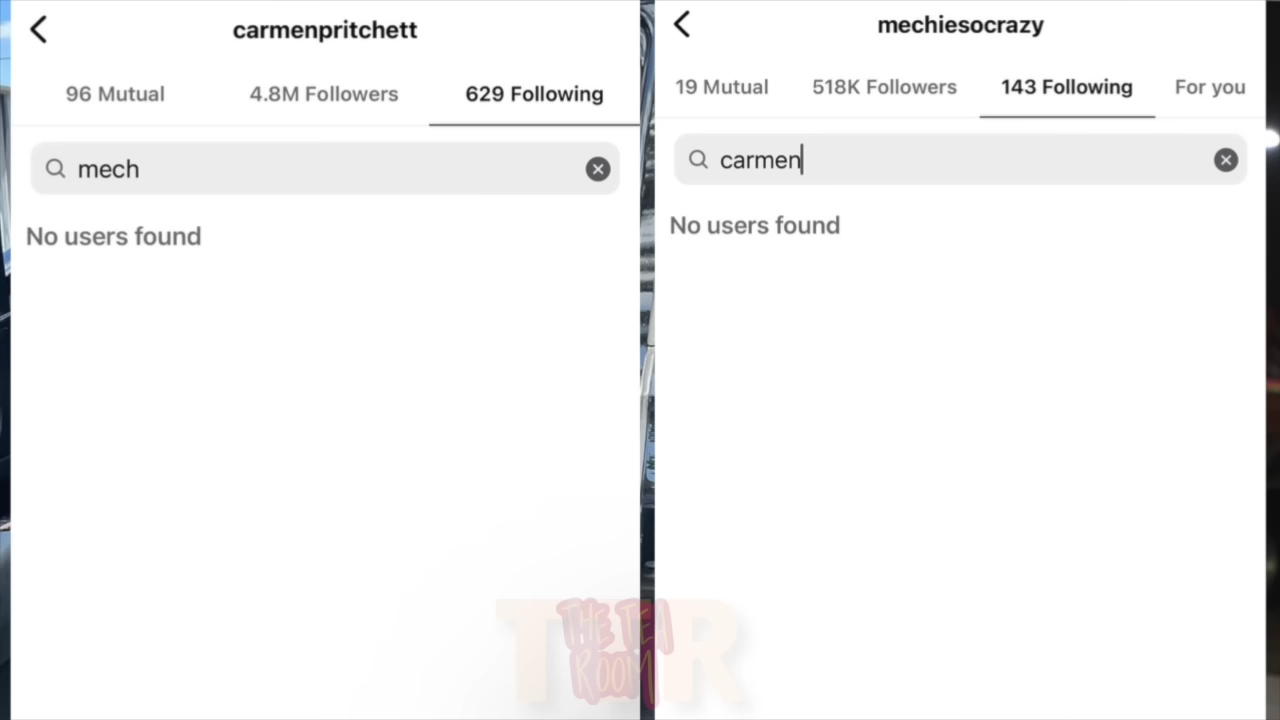 carmenpritchett
96 Mutual 4.8M Followers 629 Following
mech
No users found
mechiesocrazy
19 Mutual 518K Followers 143 Following For you
carmen
No users found
T R
THE TEA
ROOM